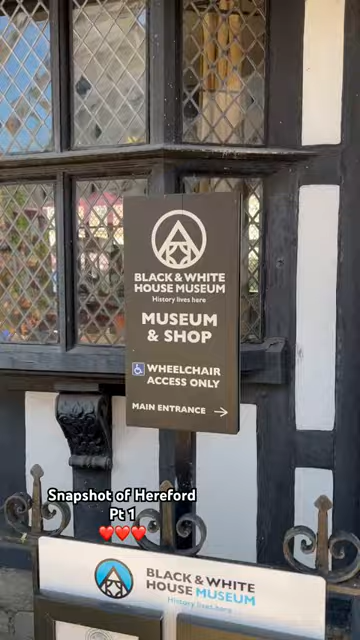 BLACK & WHITE
HOUSE MUSEUM
History lives here
MUSEUM
& SHOP
WHEELCHAIR
ACCESS ONLY
MAIN ENTRANCE →
Snapshot of Hereford
Pt 1
❤️❤️❤️
BLACK & WHITE
HOUSE MUSEUM
History lives here